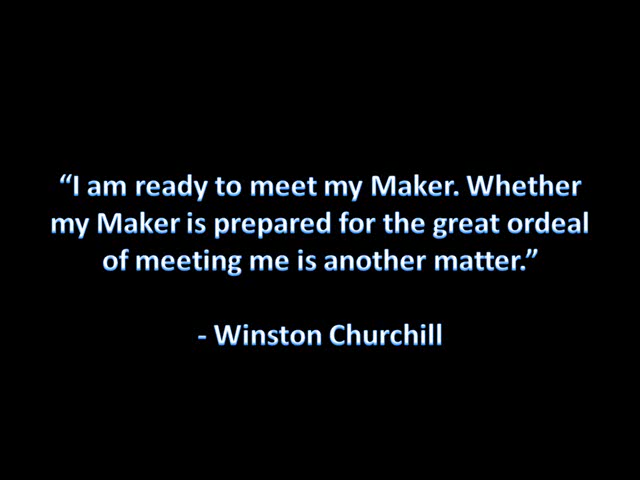 “I am ready to meet my Maker. Whether
my Maker is prepared for the great ordeal
of meeting me is another matter.”
- Winston Churchill